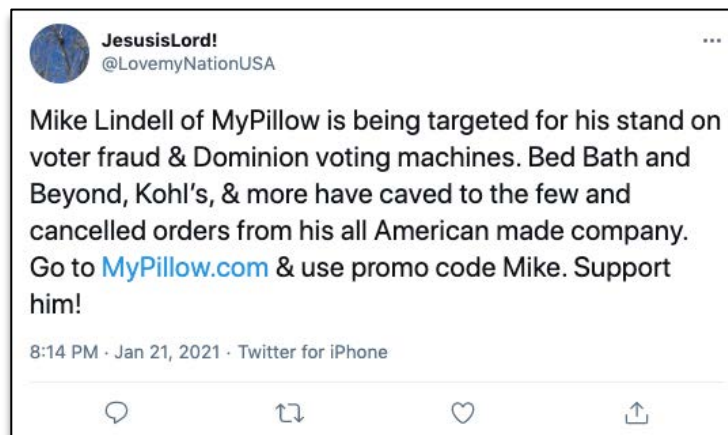 JesusisLord!
@LovemyNationUSA
Mike Lindell of MyPillow is being targeted for his stand on
voter fraud & Dominion voting machines. Bed Bath and
Beyond, Kohl's, & more have caved to the few and
cancelled orders from his all American made company.
Go to MyPillow.com & use promo code Mike. Support
him!
8:14 PM · Jan 21, 2021 · Twitter for iPhone